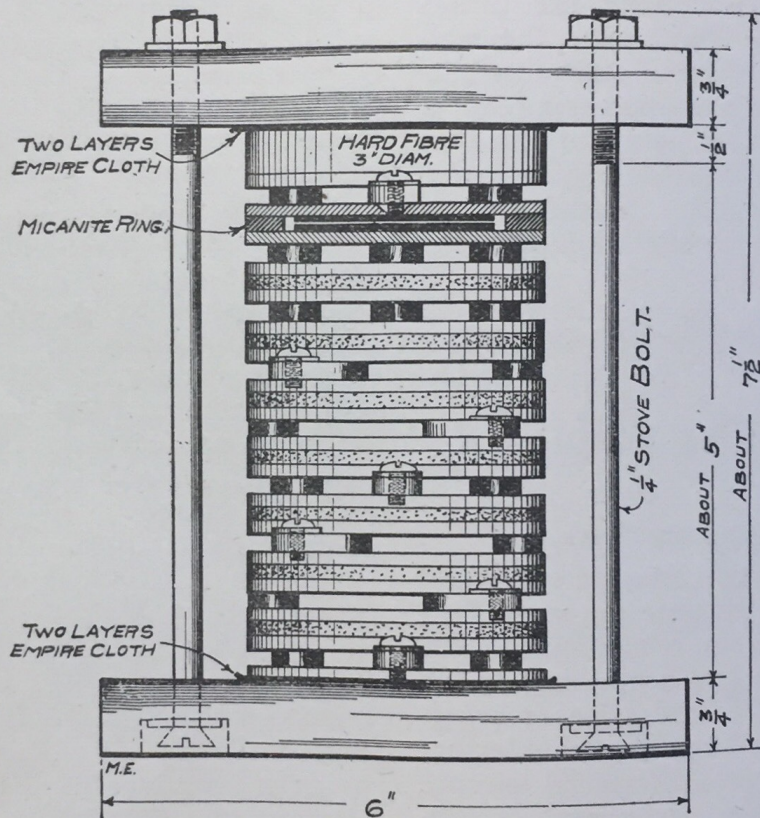 TWO LAYERS
EMPIRE CLOTH
HARD FIBRE
3" DIAM.
MICANITE RING
3/4"
1/2"
1/4" STOVE BOLT.
ABOUT 5"
ABOUT 7 1/2"
TWO LAYERS
EMPIRE CLOTH
3/4"
M.E.
6"